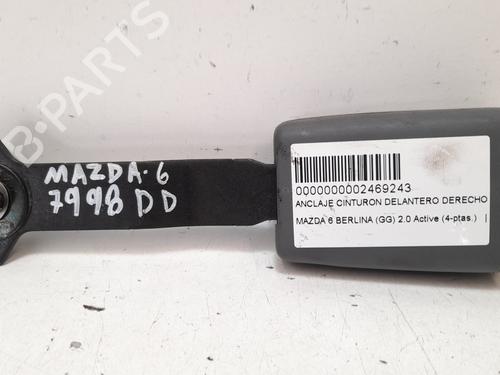 B-PARTS
MAZDA-6
7998 DD
0000000002469243
ANCLAJE CINTURON DELANTERO DERECHO
MAZDA 6 BERLINA (GG) 2.0 Active (4-ptas.) |